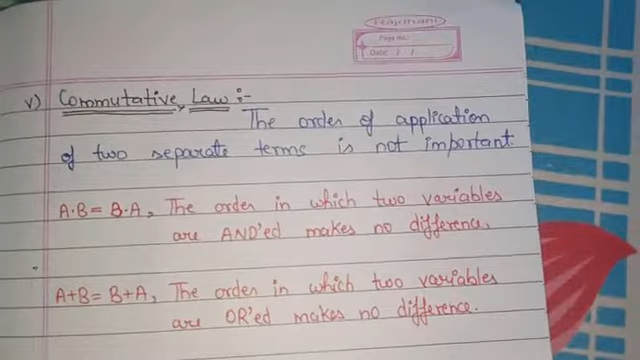 Rajmani
Page No.
Date: / /
v) Commutative, Law :-
The order of application
of two separate terms is not important.
A·B = B·A, The order in which two variables
are AND'ed makes no difference.
A+B = B+A, The order in which two variables
are OR'ed makes no difference.